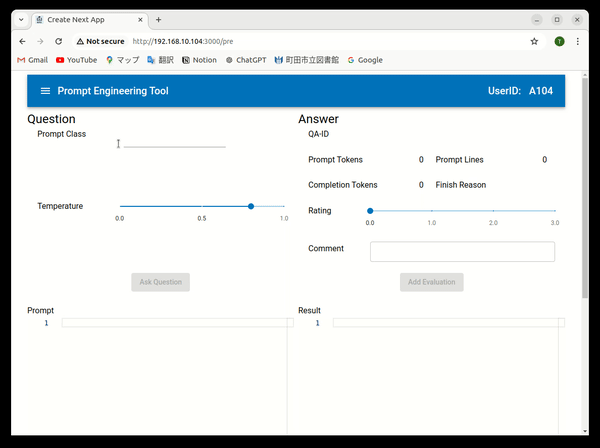 Create Next App
Not secure http://192.168.10.104:3000/pre
T
Gmail YouTube マップ 翻訳 Notion ChatGPT 町田市立図書館 Google
Prompt Engineering Tool UserID: A104
Question
Prompt Class
Temperature
0.0 0.5 1.0
Ask Question
Answer
QA-ID
Prompt Tokens 0 Prompt Lines 0
Completion Tokens 0 Finish Reason
Rating
0.0 1.0 2.0 3.0
Comment
Add Evaluation
Prompt
1
Result
1